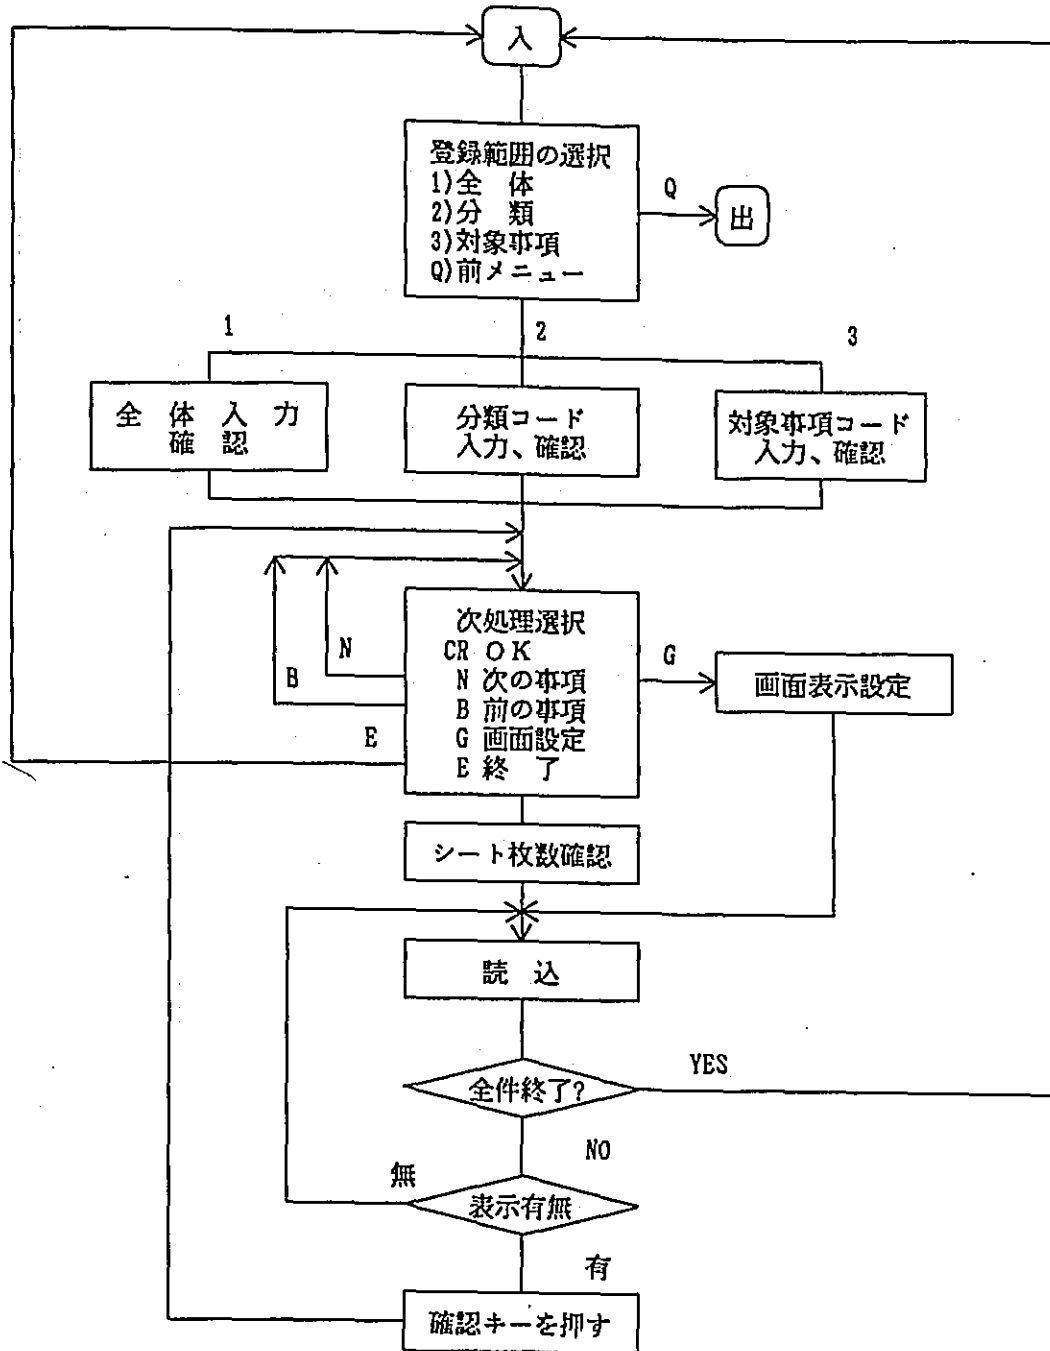 入
登録範囲の選択
1)全　体
2)分　類
3)対象事項
Q)前メニュー
Q
出
1
2
3
全　体　入　力
確　認
分類コード
入力、確認
対象事項コード
入力、確認
次処理選択
CR ＯＫ
N 次の事項
B 前の事項
G 画面設定
E 終　了
N
B
E
G
画面表示設定
シート枚数確認
読　込
全件終了?
YES
NO
表示有無
無
有
確認キーを押す